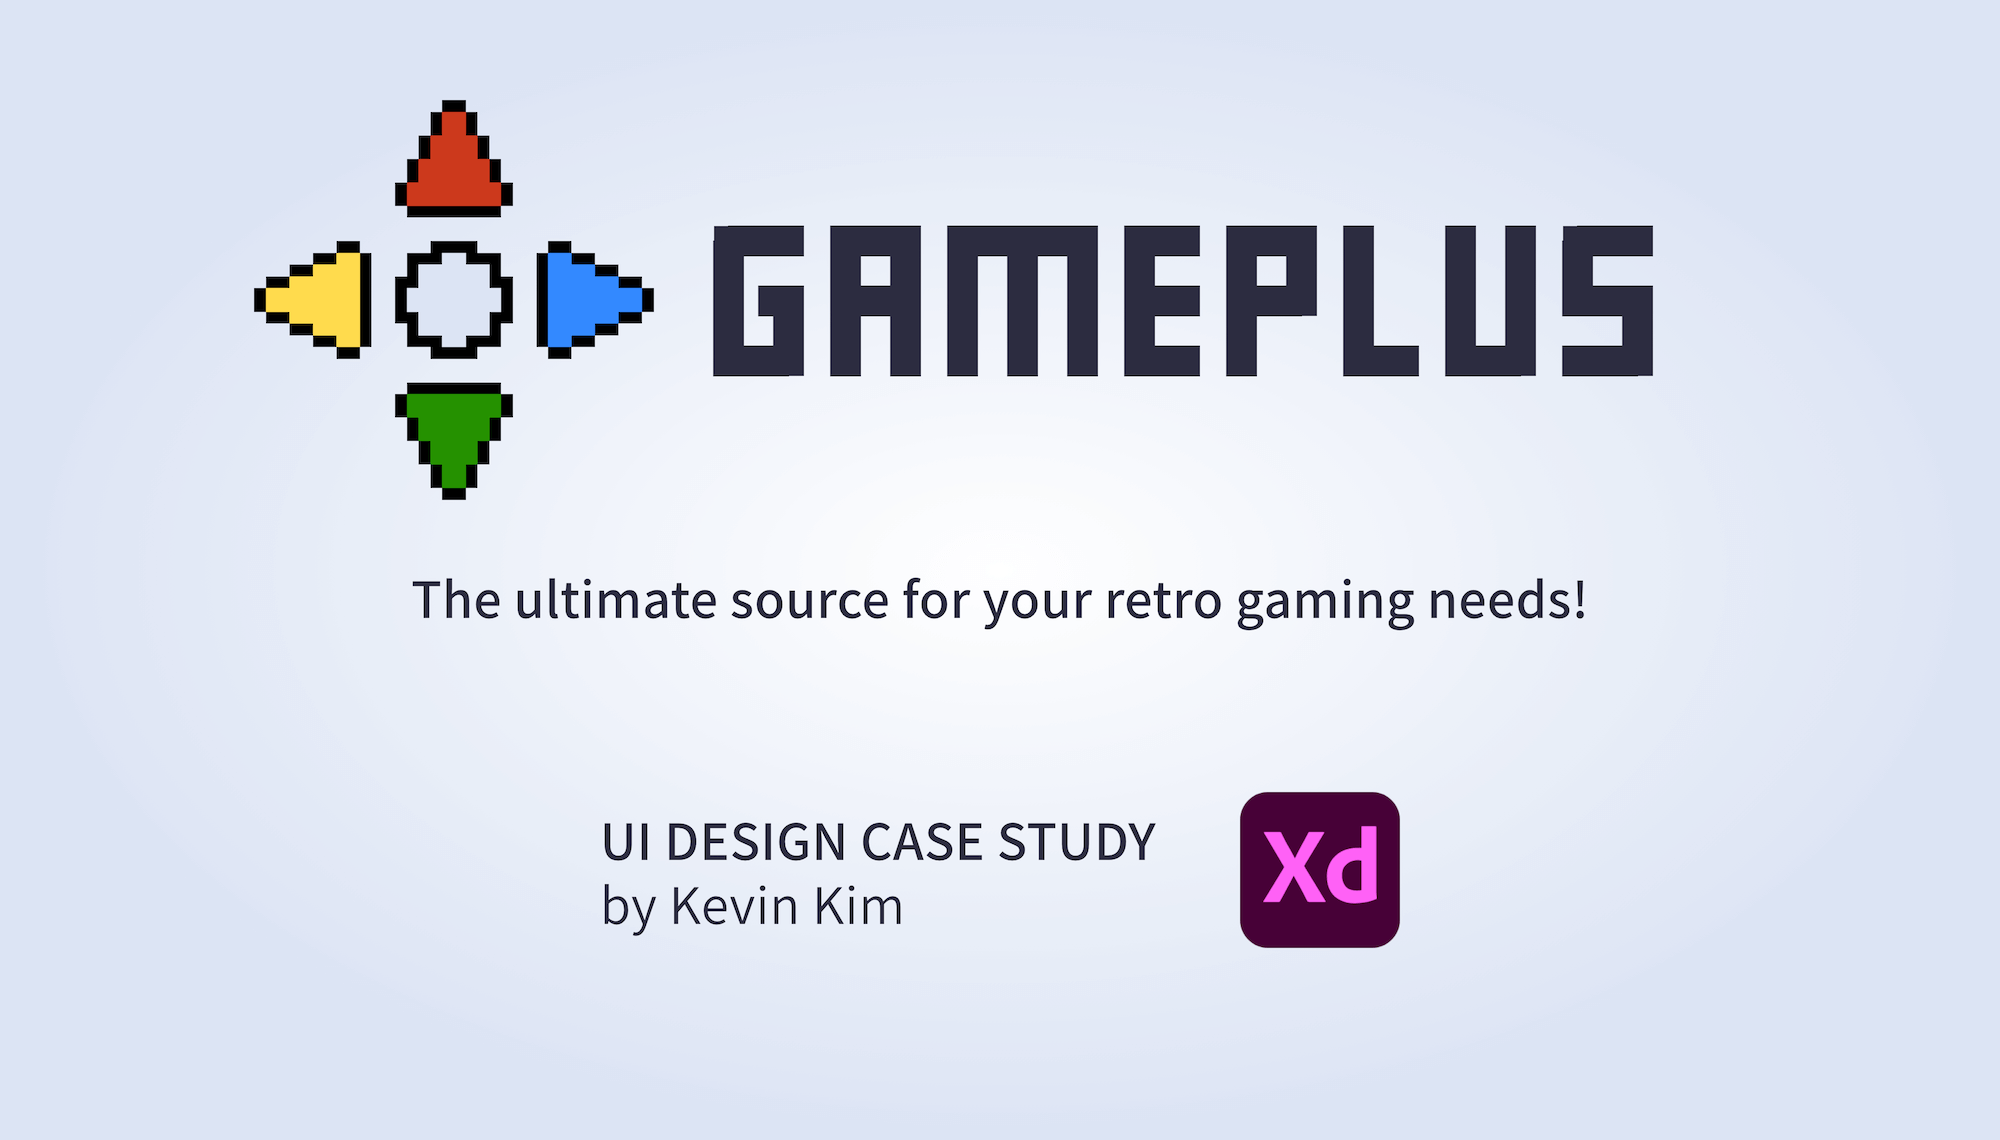 GAMEPLUS
The ultimate source for your retro gaming needs!
UI DESIGN CASE STUDY
by Kevin Kim
Xd